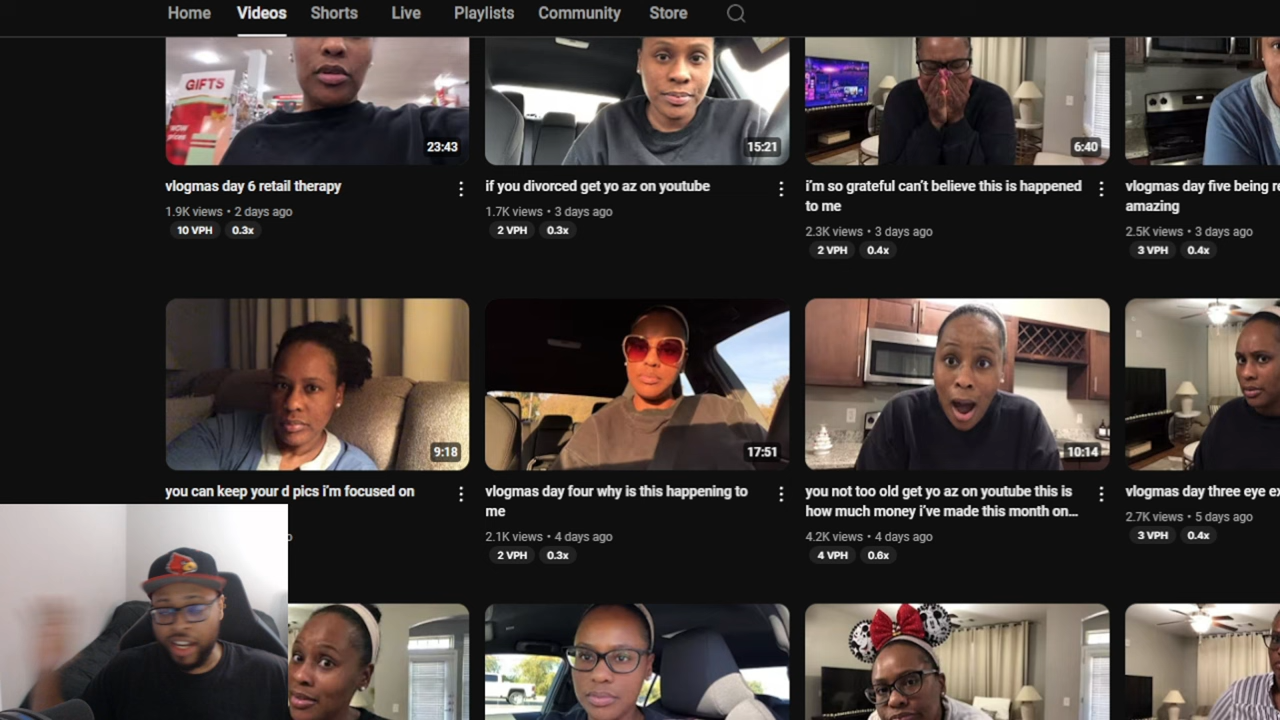 Home Videos Shorts Live Playlists Community Store
GIFTS
WOW
23:43
15:21
6:40
vlogmas day 6 retail therapy
if you divorced get yo az on youtube
i'm so grateful can't believe this is happened
to me
vlogmas day five being
amazing
1.9K views • 2 days ago
1.7K views • 3 days ago
2.3K views • 3 days ago
2.5K views • 3 days ago
10 VPH 0.3x
2 VPH 0.3x
2 VPH 0.4x
3 VPH 0.4x
9:18
17:51
10:14
you can keep your d pics i'm focused on
vlogmas day four why is this happening to
me
you not too old get yo az on youtube this is
how much money i've made this month on...
vlogmas day three eye
2.1K views • 4 days ago
4.2K views • 4 days ago
2.7K views • 5 days ago
2 VPH 0.3x
4 VPH 0.6x
3 VPH 0.4x